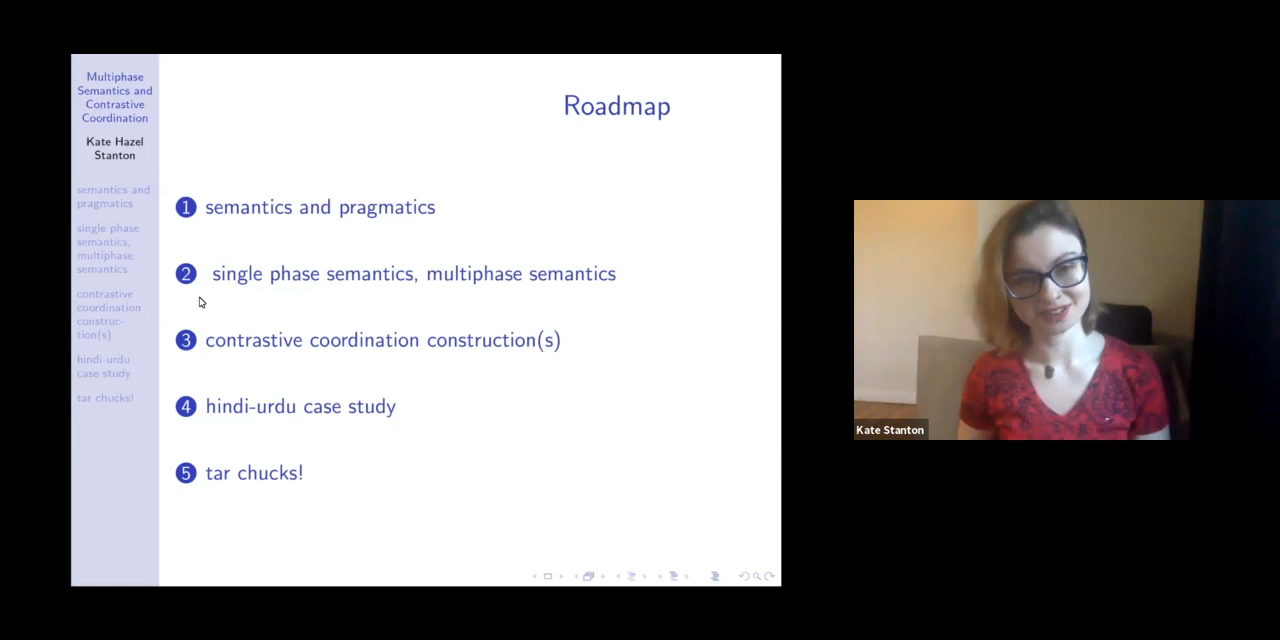 Multiphase
Semantics and
Contrastive
Coordination
Kate Hazel
Stanton
semantics and
pragmatics
single phase
semantics,
multiphase
semantics
contrastive
coordination
construc-
tion(s)
hindi-urdu
case study
tar chucks!
Roadmap
1 semantics and pragmatics
2 single phase semantics, multiphase semantics
3 contrastive coordination construction(s)
4 hindi-urdu case study
5 tar chucks!
Kate Stanton